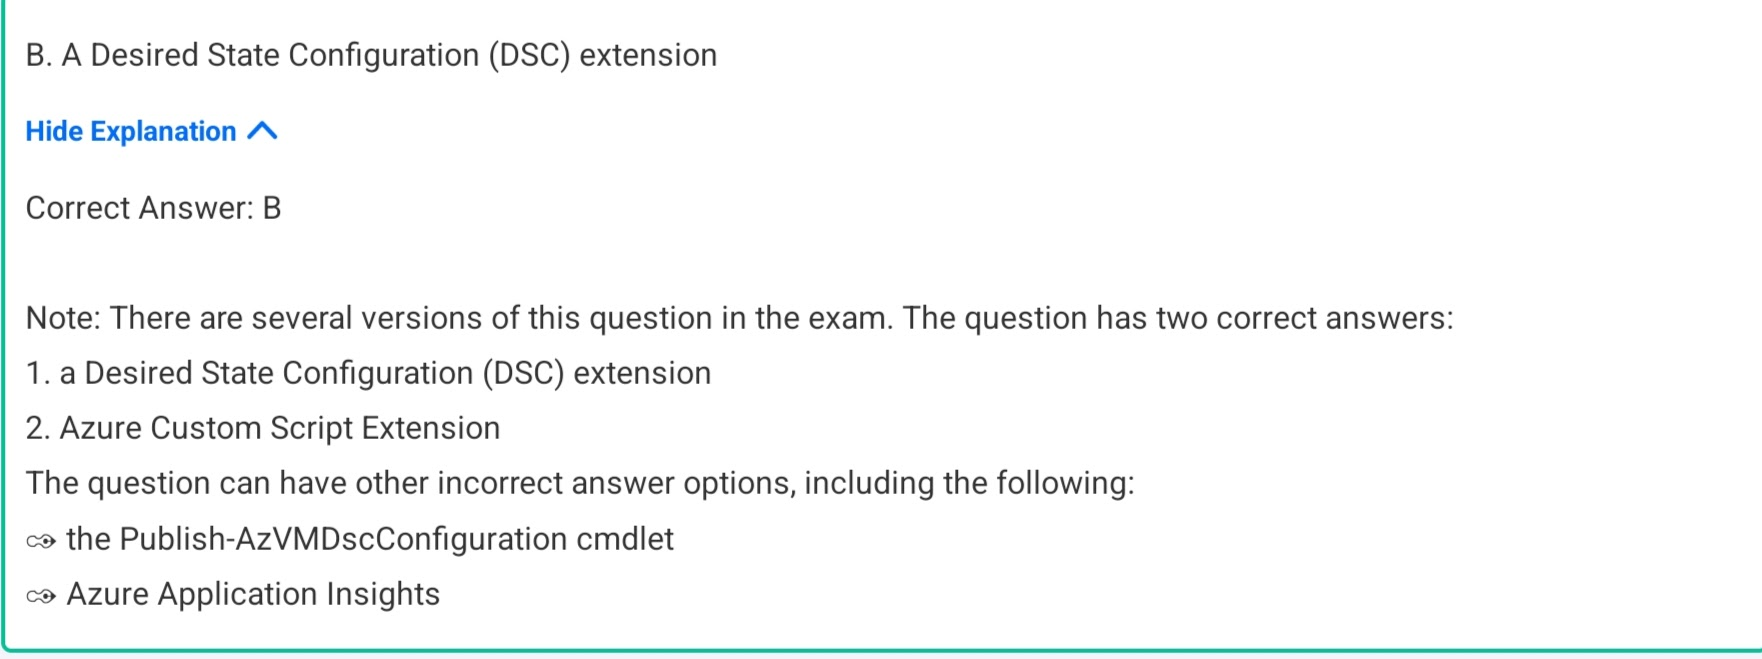 B. A Desired State Configuration (DSC) extension
Hide Explanation
Correct Answer: B
Note: There are several versions of this question in the exam. The question has two correct answers:
1. a Desired State Configuration (DSC) extension
2. Azure Custom Script Extension
The question can have other incorrect answer options, including the following:
the Publish-AzVMDscConfiguration cmdlet
Azure Application Insights